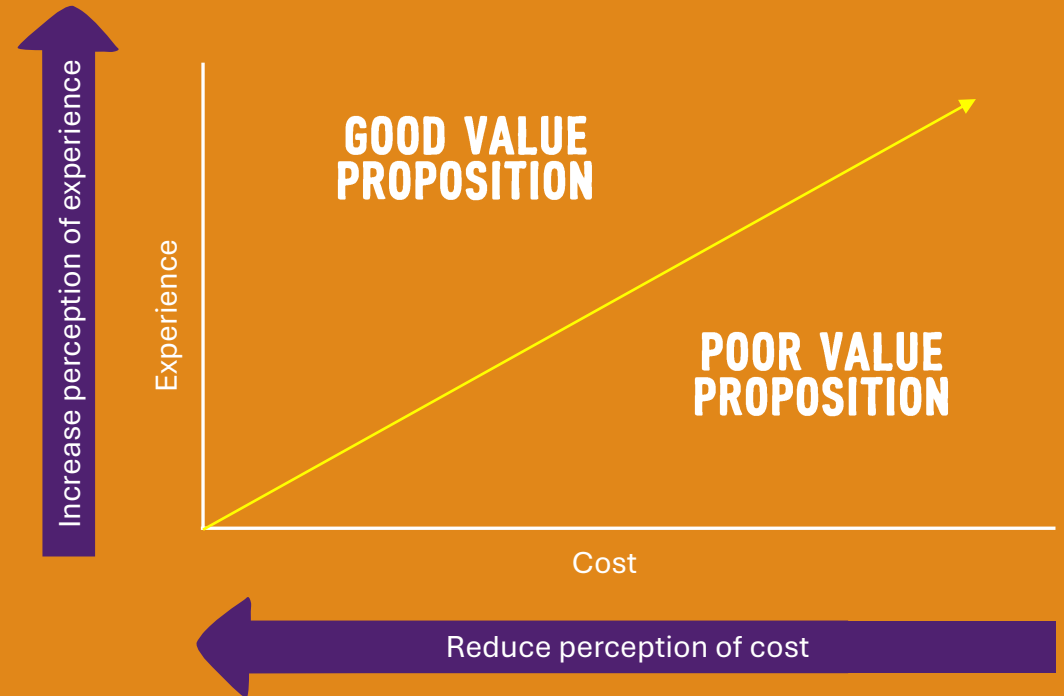 Increase perception of experience
Experience
GOOD VALUE
PROPOSITION
POOR VALUE
PROPOSITION
Cost
Reduce perception of cost